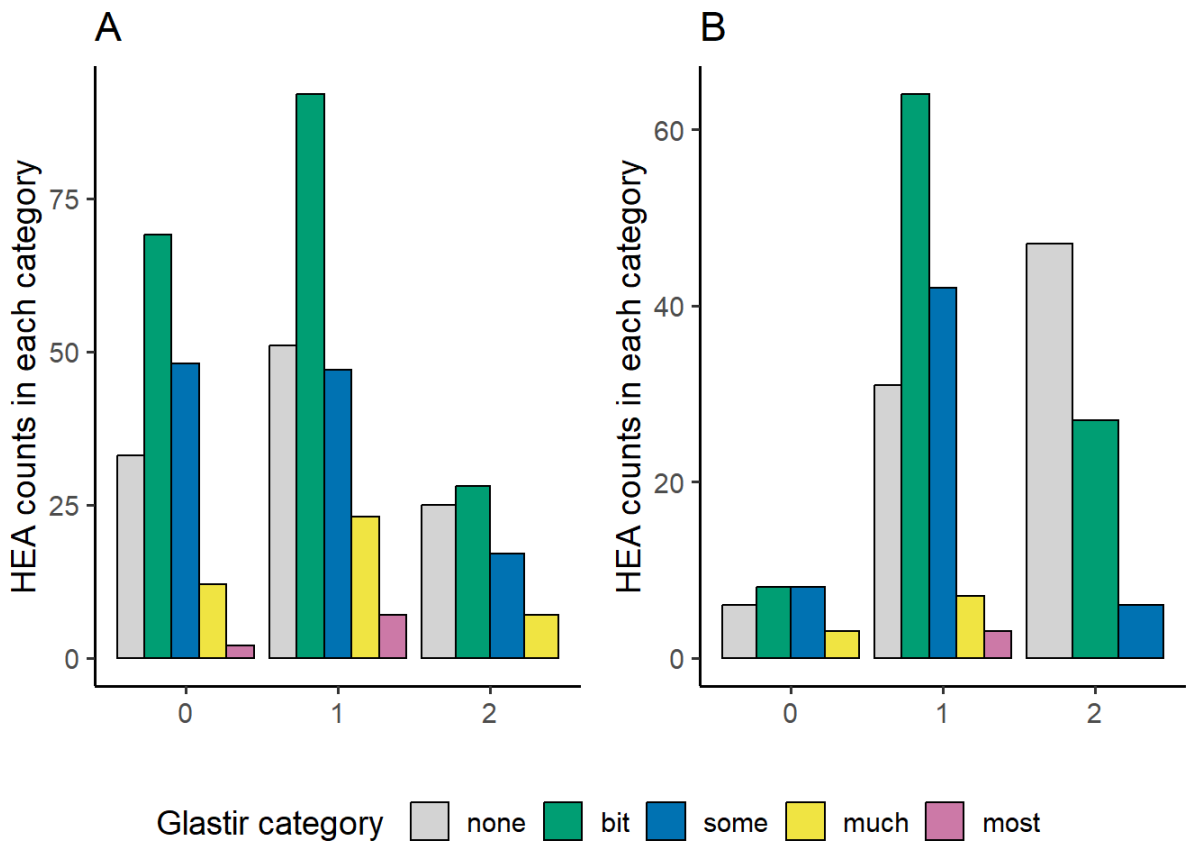 A
HEA counts in each category
75
50
25
0
0 1 2
B
HEA counts in each category
60
40
20
0
0 1 2
Glastir category none bit some much most